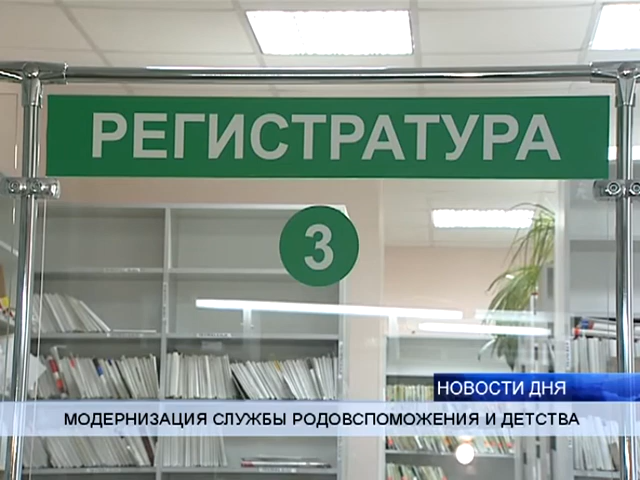 РЕГИСТРАТУРА
3
НОВОСТИ ДНЯ
МОДЕРНИЗАЦИЯ СЛУЖБЫ РОДОВСПОМОЖЕНИЯ И ДЕТСТВА